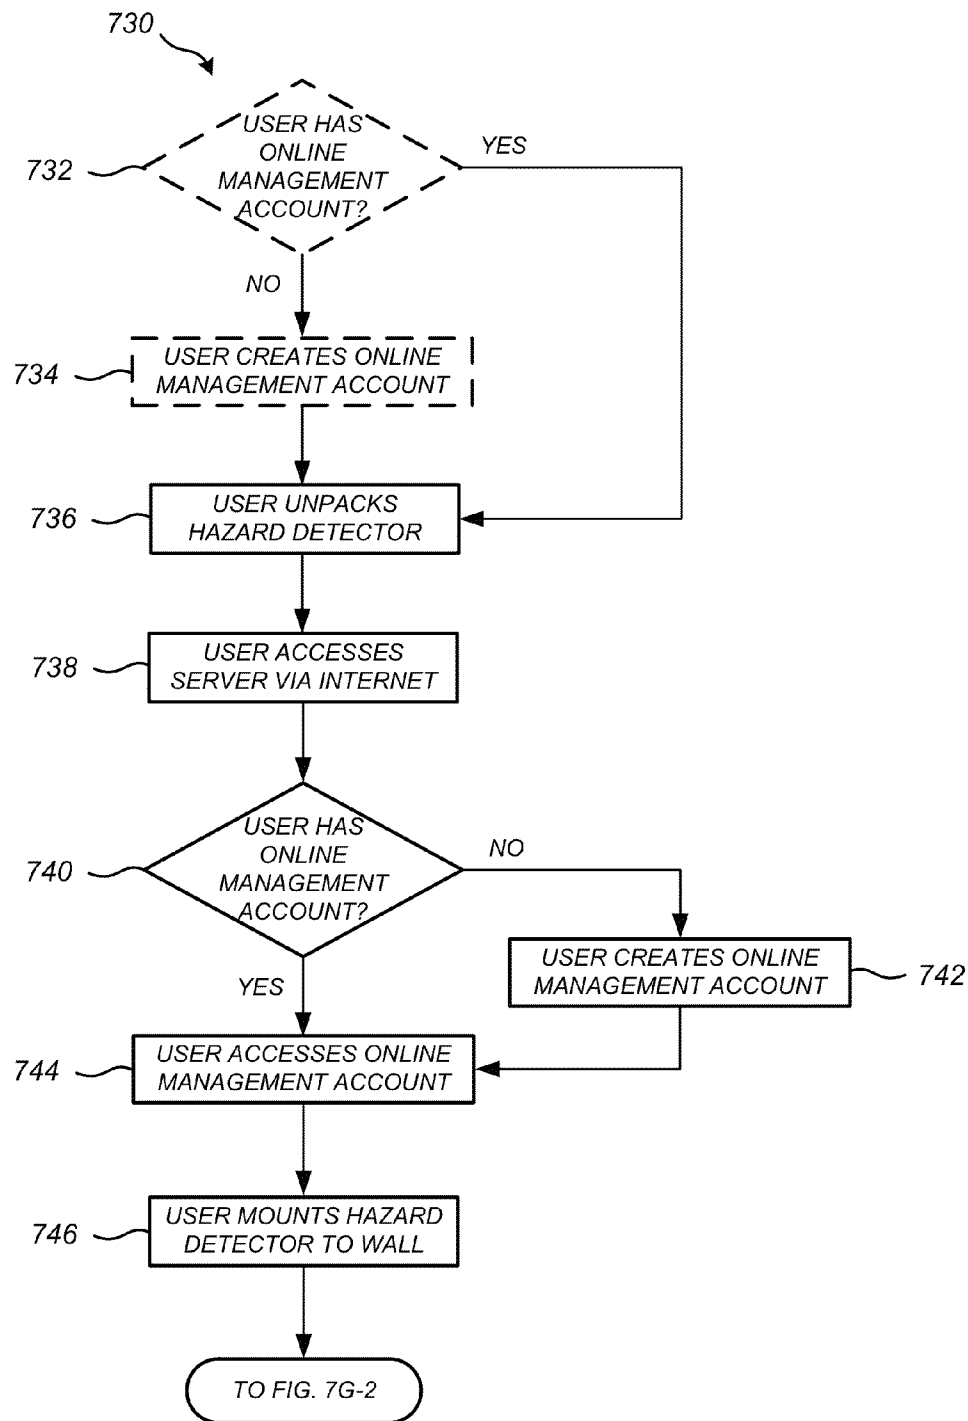 730
USER HAS
ONLINE
MANAGEMENT
ACCOUNT?
YES
732
NO
USER CREATES ONLINE
MANAGEMENT ACCOUNT
734
USER UNPACKS
HAZARD DETECTOR
736
USER ACCESSES
SERVER VIA INTERNET
738
USER HAS
ONLINE
MANAGEMENT
ACCOUNT?
NO
740
USER CREATES ONLINE
MANAGEMENT ACCOUNT
742
YES
USER ACCESSES ONLINE
MANAGEMENT ACCOUNT
744
USER MOUNTS HAZARD
DETECTOR TO WALL
746
TO FIG. 7G-2